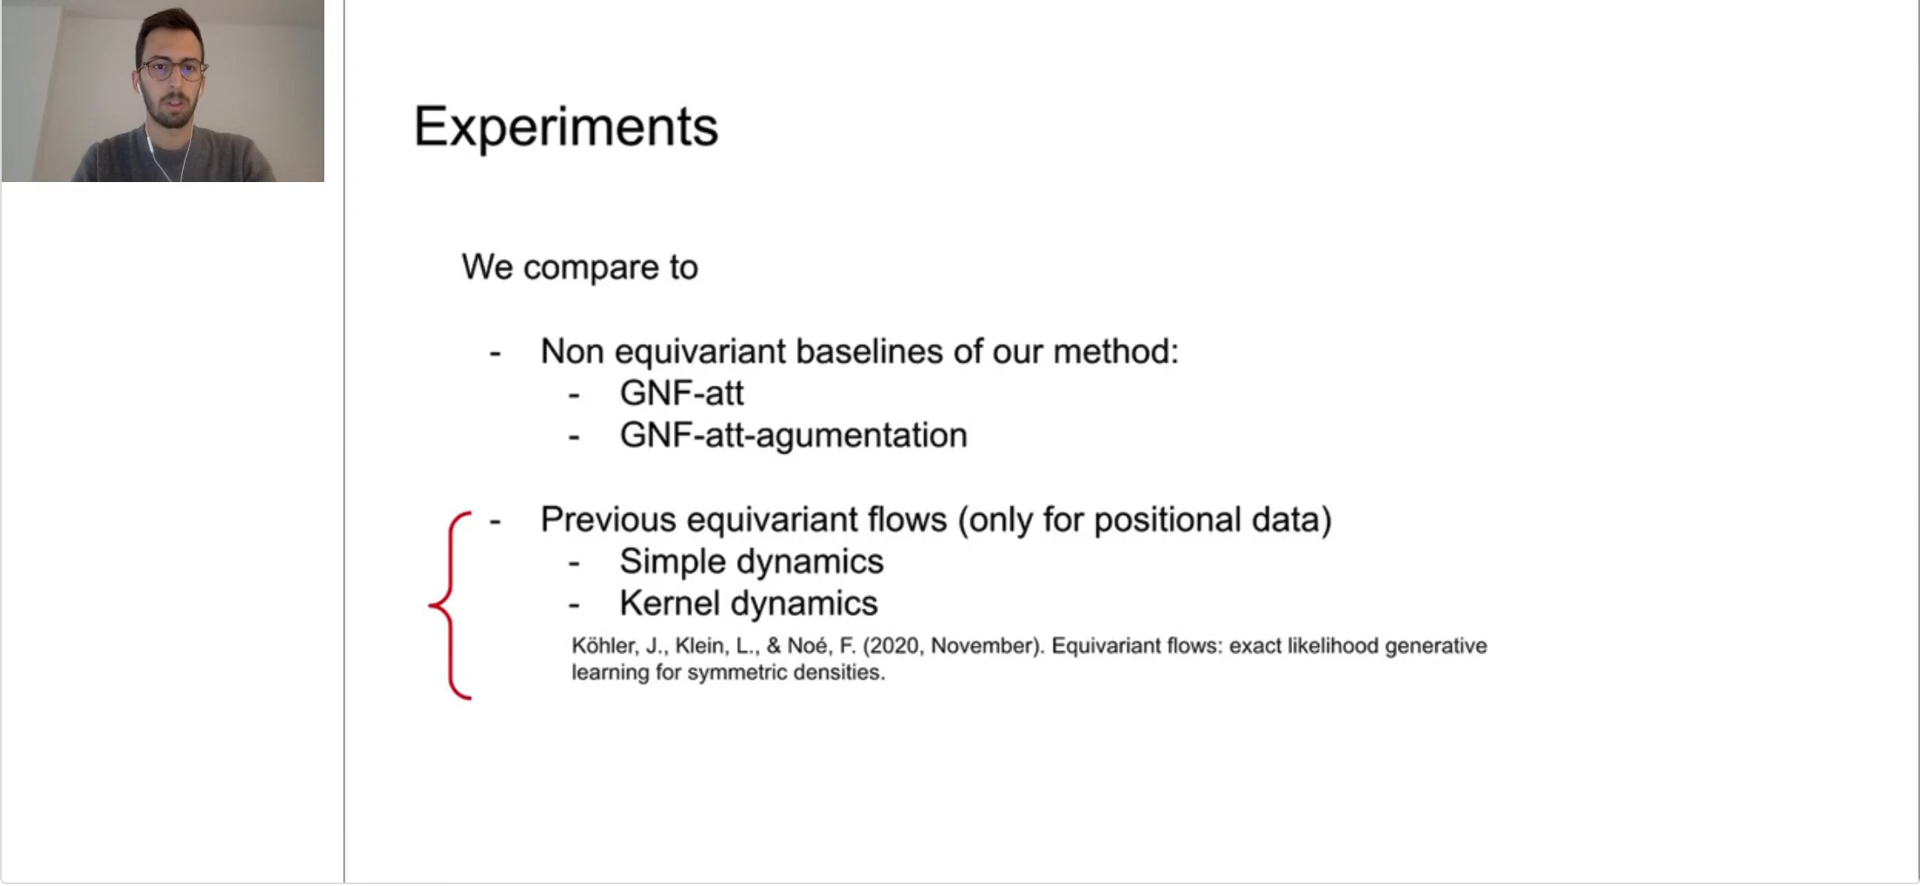 Experiments
We compare to
- Non equivariant baselines of our method:
- GNF-att
- GNF-att-agumentation
- Previous equivariant flows (only for positional data)
- Simple dynamics
- Kernel dynamics
Köhler, J., Klein, L., & Noé, F. (2020, November). Equivariant flows: exact likelihood generative
learning for symmetric densities.